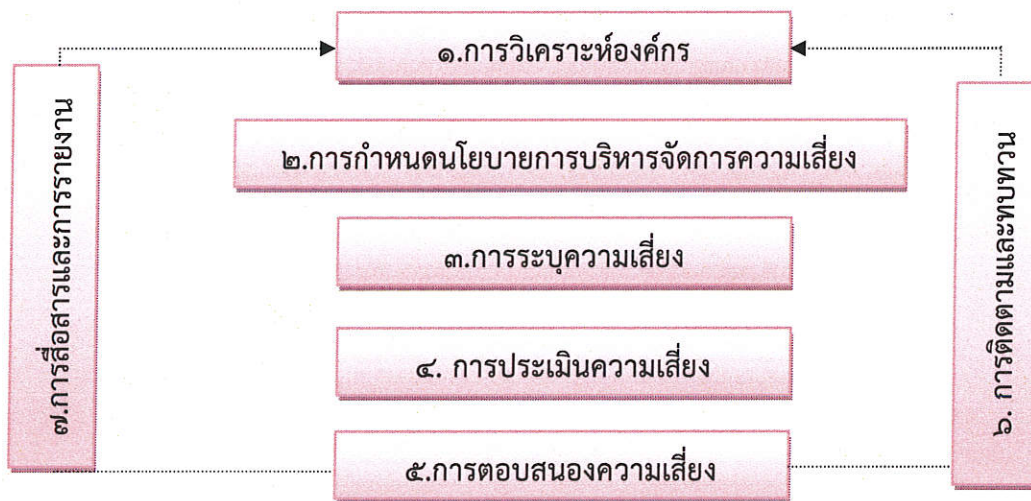 ๑.การวิเคราะห์องค์กร
๒.การกำหนดนโยบายการบริหารจัดการความเสี่ยง
๓.การระบุความเสี่ยง
๔. การประเมินความเสี่ยง
๕.การตอบสนองความเสี่ยง
๖. การติดตามและทบทวน
๗.การสื่อสารและการรายงาน